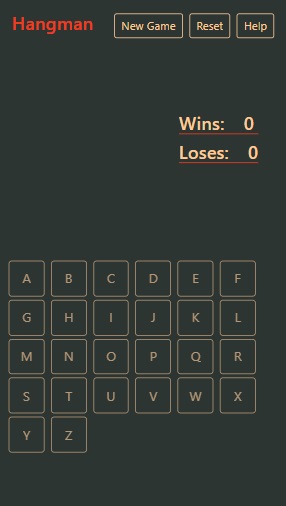 Hangman New Game Reset Help
Wins: 0
Loses: 0
A B C D E F
G H I J K L
M N O P Q R
S T U V W X
Y Z